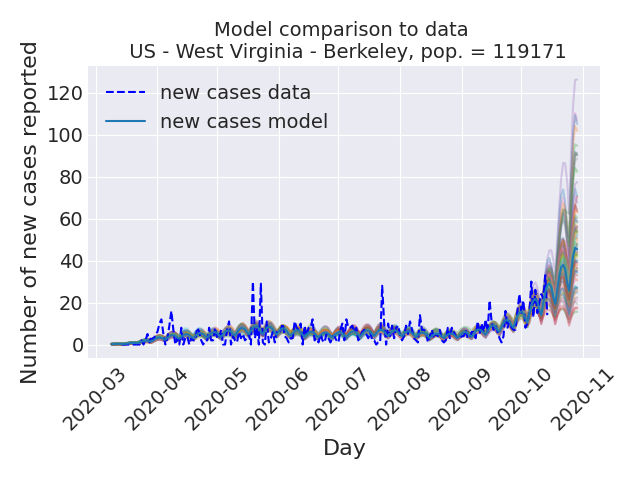 Model comparison to data
US - West Virginia - Berkeley, pop. = 119171
Number of new cases reported
120
100
80
60
40
20
0
new cases data
new cases model
2020-03
2020-04
2020-05
2020-06
2020-07
2020-08
2020-09
2020-10
2020-11
Day